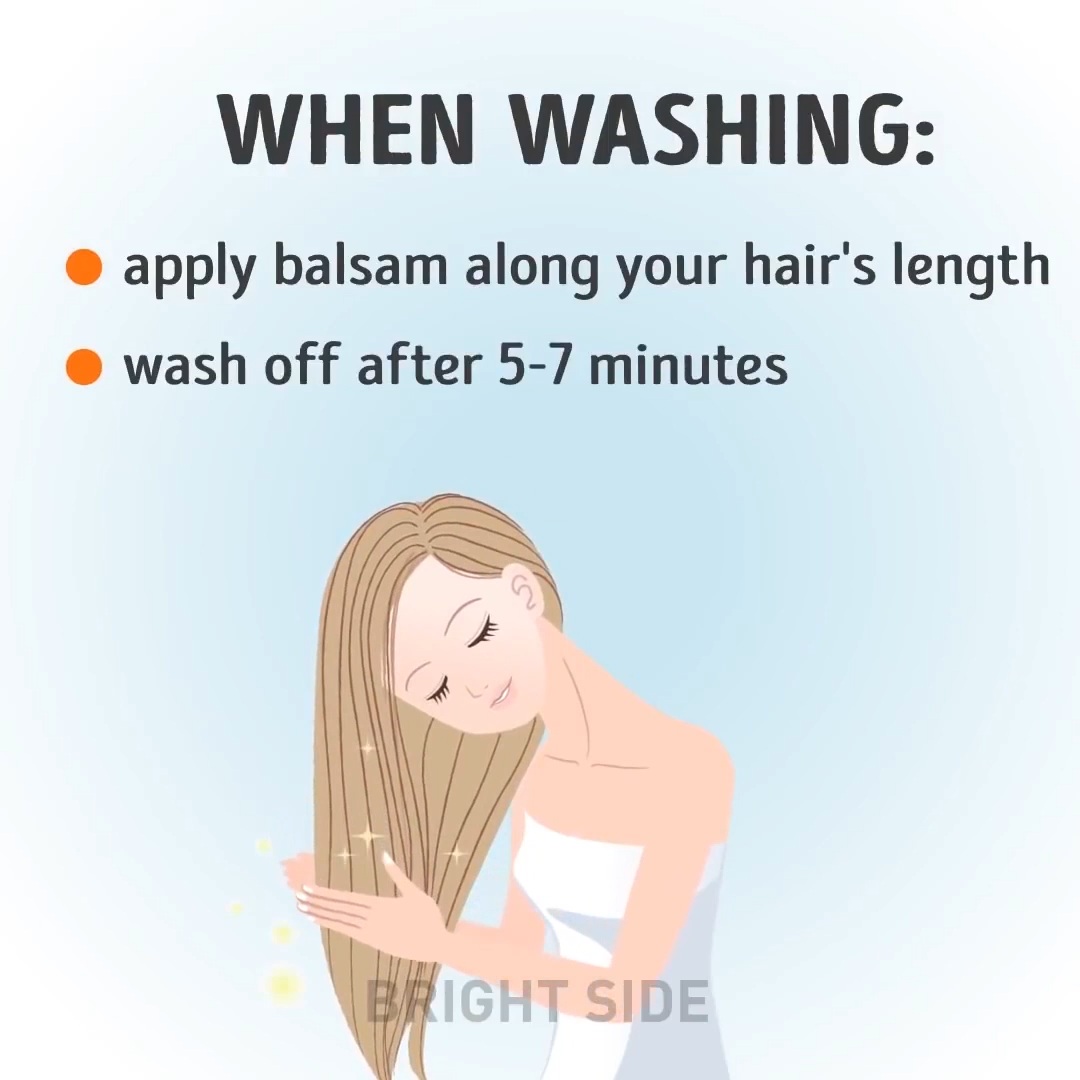 WHEN WASHING:
apply balsam along your hair's length
wash off after 5-7 minutes
BRIGHT SIDE